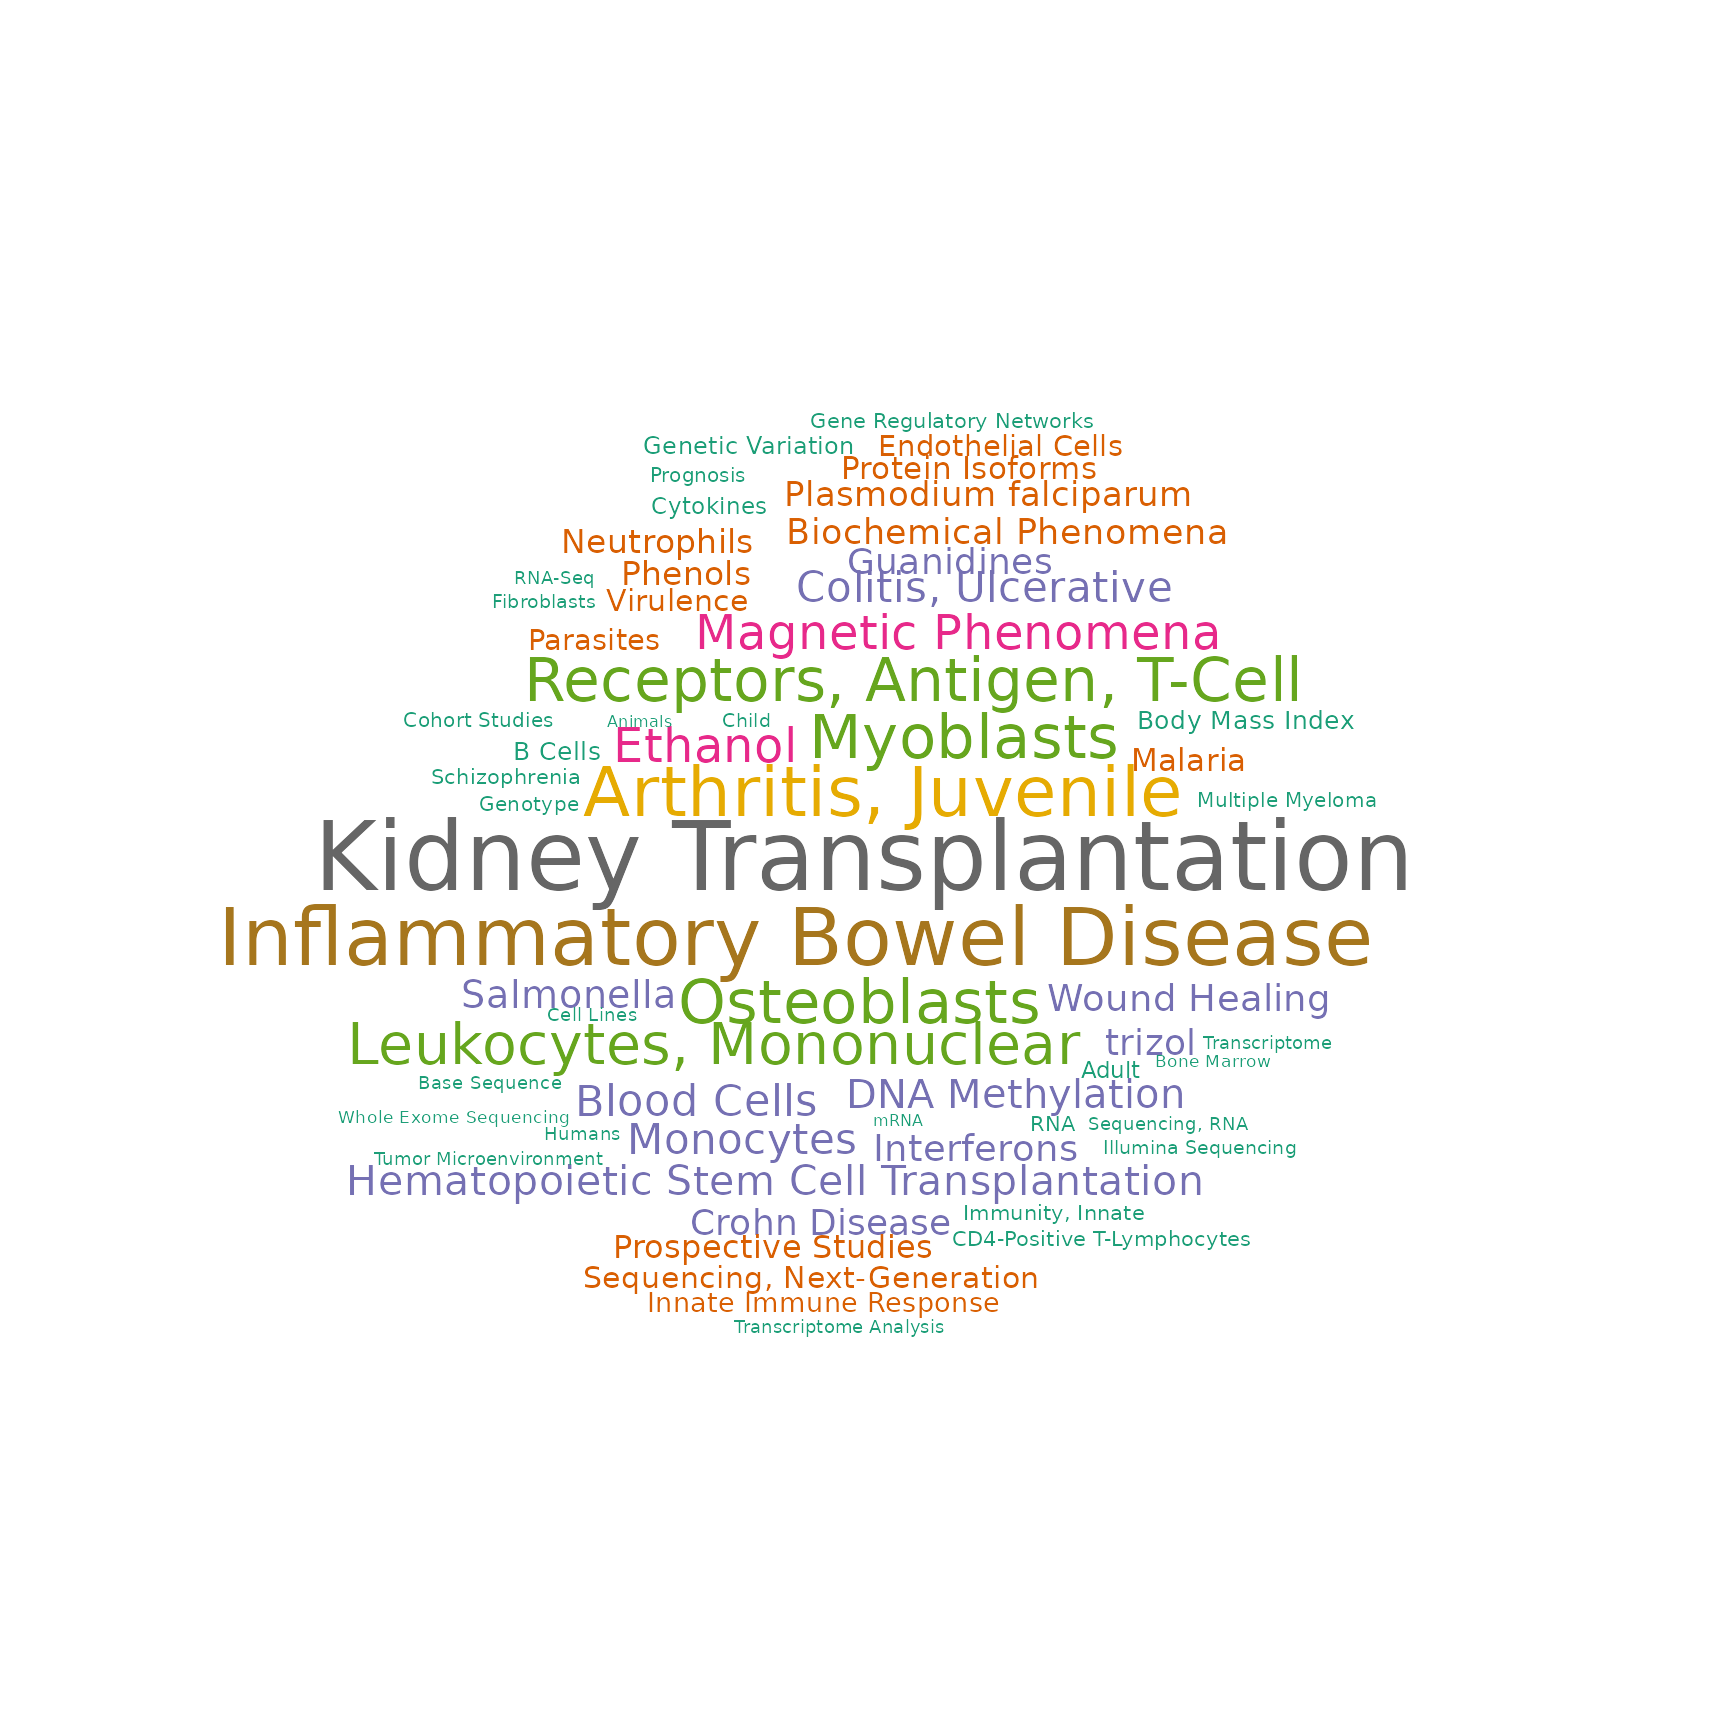 Gene Regulatory Networks
Genetic Variation
Endothelial Cells
Prognosis
Protein Isoforms
Cytokines
Plasmodium falciparum
Neutrophils
Biochemical Phenomena
Guanidines
RNA-Seq
Phenols
Colitis, Ulcerative
Fibroblasts
Virulence
Parasites
Magnetic Phenomena
Receptors, Antigen, T-Cell
Cohort Studies
Animals
Child
Myoblasts
Body Mass Index
B Cells
Ethanol
Malaria
Schizophrenia
Arthritis, Juvenile
Genotype
Multiple Myeloma
Kidney Transplantation
Inflammatory Bowel Disease
Salmonella
Osteoblasts
Wound Healing
Cell Lines
Leukocytes, Mononuclear
trizol
Transcriptome
Adult
Bone Marrow
Base Sequence
Blood Cells
DNA Methylation
Whole Exome Sequencing
mRNA
RNA
Sequencing, RNA
Humans
Monocytes
Interferons
Illumina Sequencing
Tumor Microenvironment
Hematopoietic Stem Cell Transplantation
Crohn Disease
Immunity, Innate
Prospective Studies
CD4-Positive T-Lymphocytes
Sequencing, Next-Generation
Innate Immune Response
Transcriptome Analysis